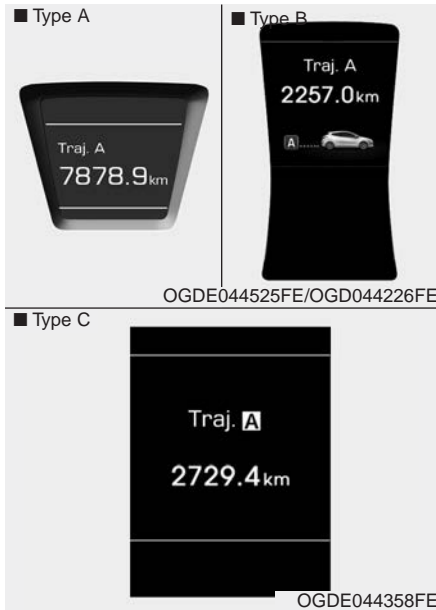 ■ Type A
Traj. A
7878.9km
■ Type B
Traj. A
2257.0km
A......
OGDE044525FE/OGD044226FE
■ Type C
Traj. A
2729.4km
OGDE044358FE